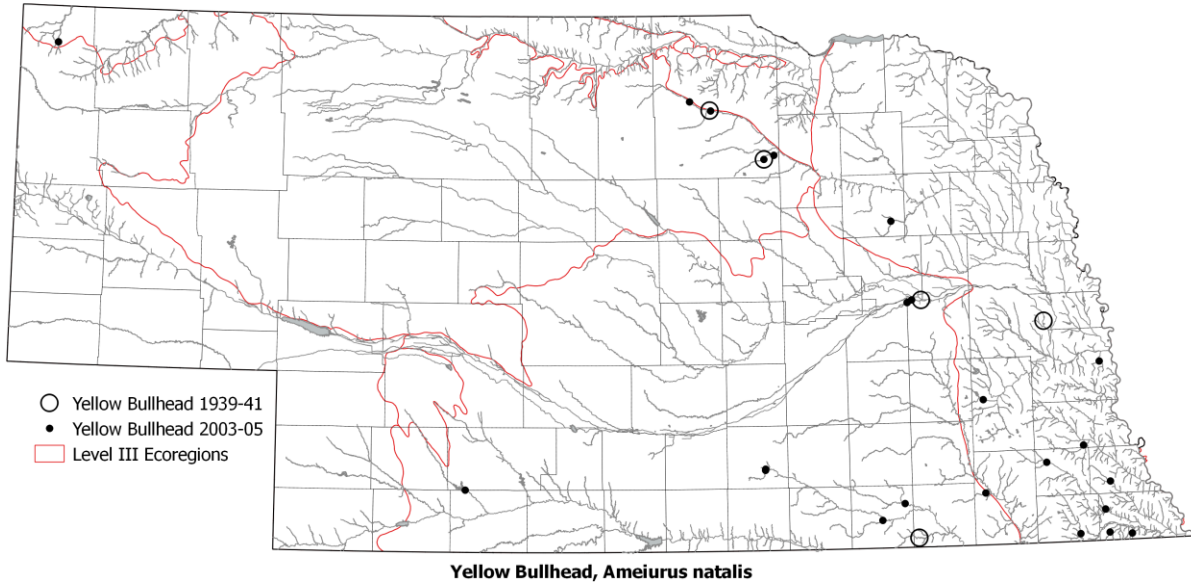 Yellow Bullhead 1939-41
Yellow Bullhead 2003-05
Level III Ecoregions
Yellow Bullhead, Ameiurus natalis